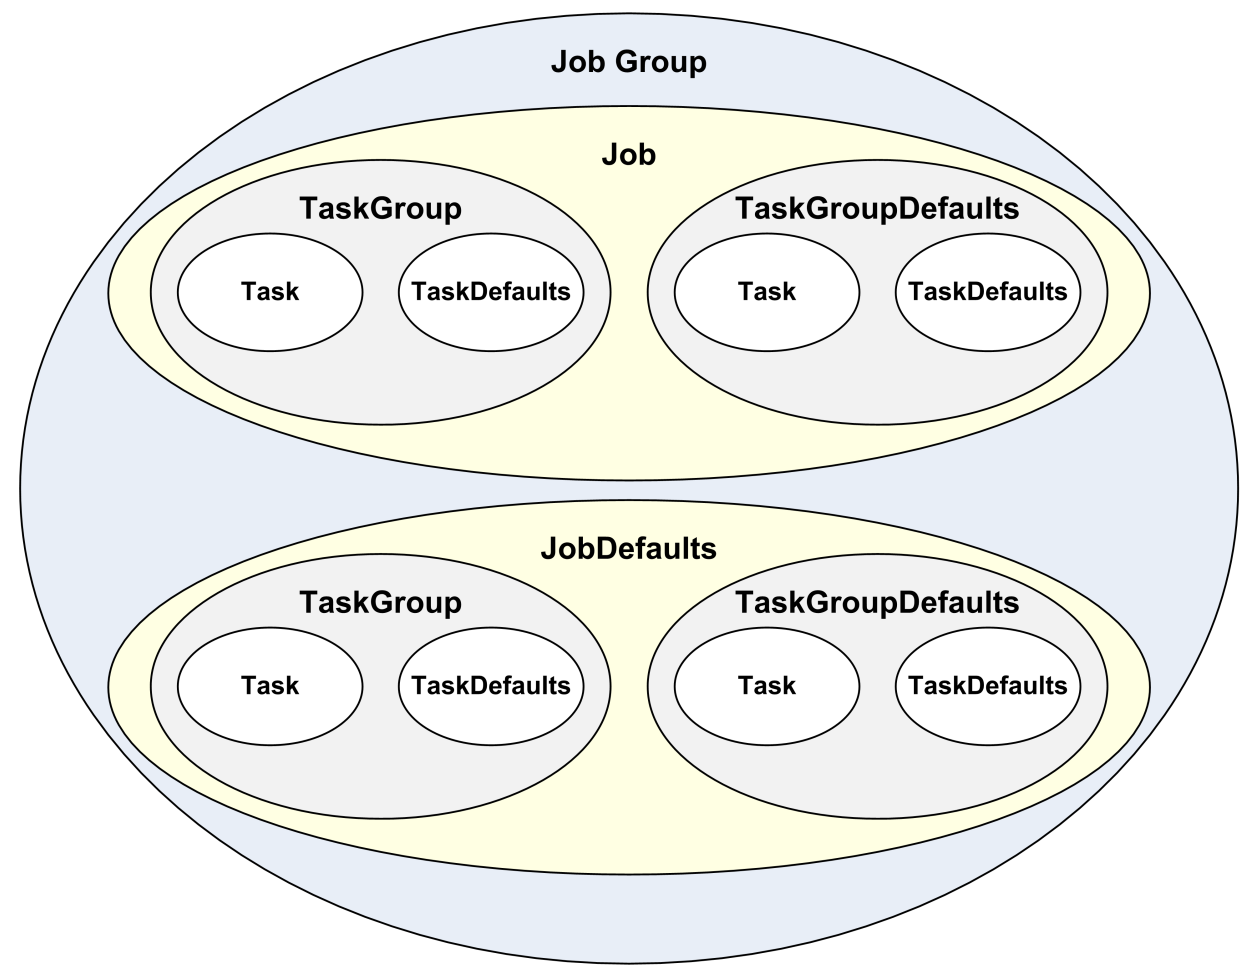 Job Group
Job
TaskGroup
TaskGroupDefaults
Task
TaskDefaults
Task
TaskDefaults
JobDefaults
TaskGroup
TaskGroupDefaults
Task
TaskDefaults
Task
TaskDefaults